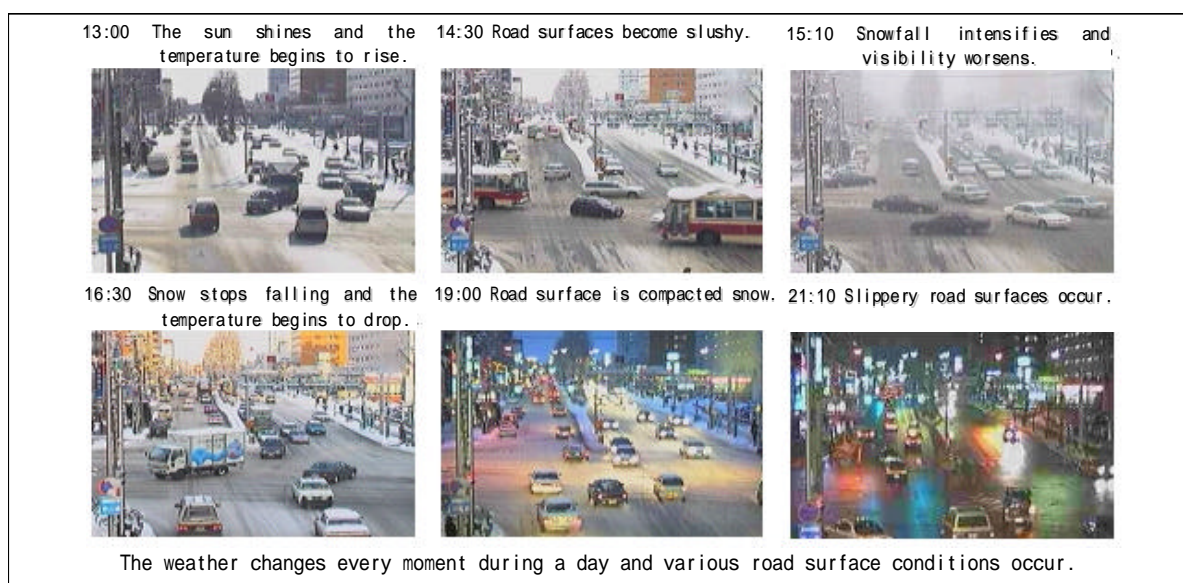 13:00 The sun shines and the
temperature begins to rise.
14:30 Road surfaces become slushy.
15:10 Snowfall intensifies and
visibility worsens.
16:30 Snow stops falling and the
temperature begins to drop.
19:00 Road surface is compacted snow.
21:10 Slippery road surfaces occur.
The weather changes every moment during a day and various road surface conditions occur.